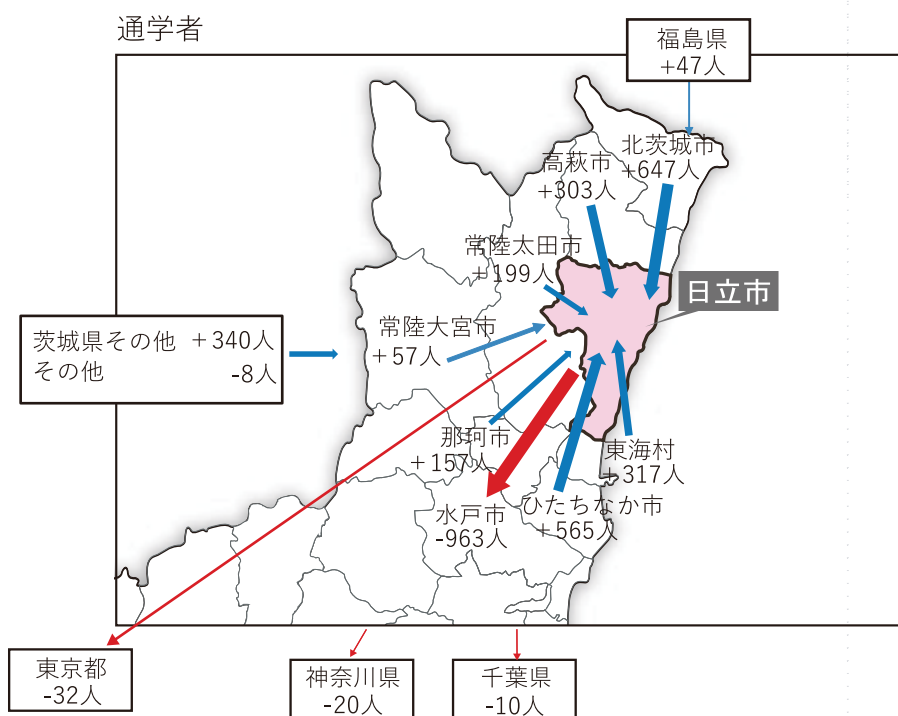 通学者
福島県
+47人
北茨城市
+647人
高萩市
+303人
常陸太田市
+199人
日立市
茨城県その他 +340人
その他 -8人
常陸大宮市
+57人
那珂市
+157人
東海村
+317人
水戸市
-963人
ひたちなか市
+565人
東京都
-32人
神奈川県
-20人
千葉県
-10人